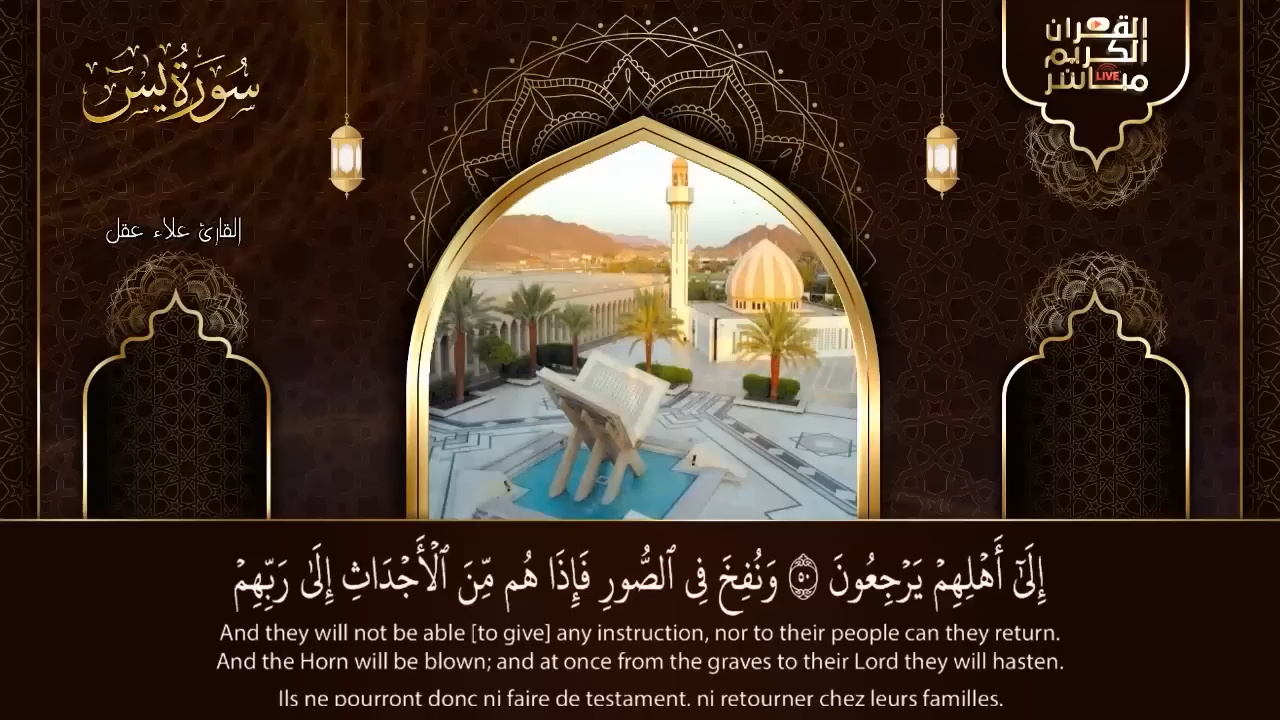 سُورَةُ يسٓ
القرآن
الكريم
مباشر
LIVE
القارئ علاء عقل
إِلَىٰٓ أَهْلِهِمْ يَرْجِعُونَ ۝٥٠ وَنُفِخَ فِى ٱلصُّورِ فَإِذَا هُم مِّنَ ٱلْأَجْدَاثِ إِلَىٰ رَبِّهِمْ
And they will not be able [to give] any instruction, nor to their people can they return.
And the Horn will be blown; and at once from the graves to their Lord they will hasten.
Ils ne pourront donc ni faire de testament, ni retourner chez leurs familles.